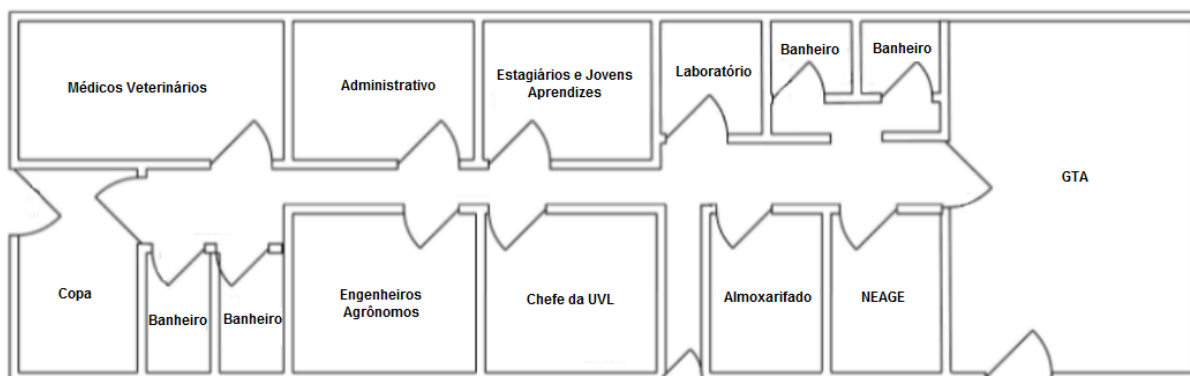 Médicos Veterinários
Administrativo
Estagiários e Jovens
Aprendizes
Laboratório
Banheiro
Banheiro
GTA
Copa
Banheiro
Banheiro
Engenheiros
Agrônomos
Chefe da UVL
Almoxarifado
NEAGE